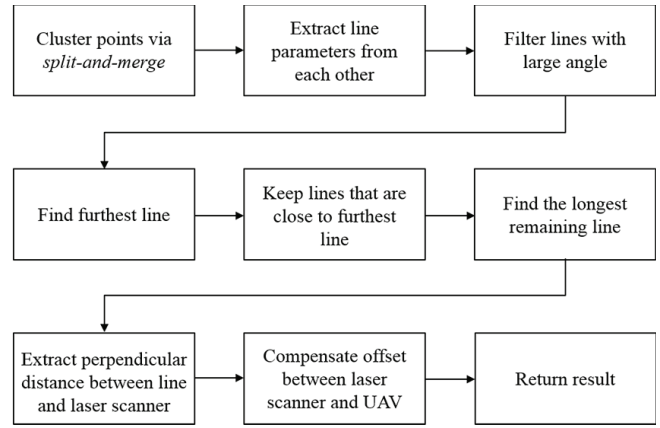 Cluster points via
split-and-merge
Extract line
parameters from
each other
Filter lines with
large angle
Find furthest line
Keep lines that are
close to furthest
line
Find the longest
remaining line
Extract perpendicular
distance between line
and laser scanner
Compensate offset
between laser
scanner and UAV
Return result